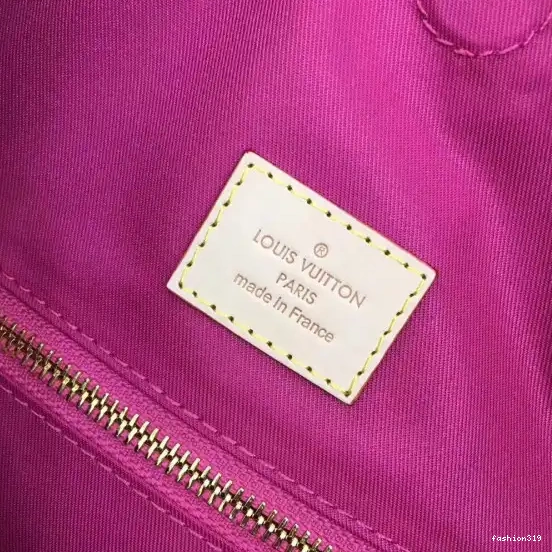 ®
LOUIS VUITTON
PARIS
made in France
fashion319